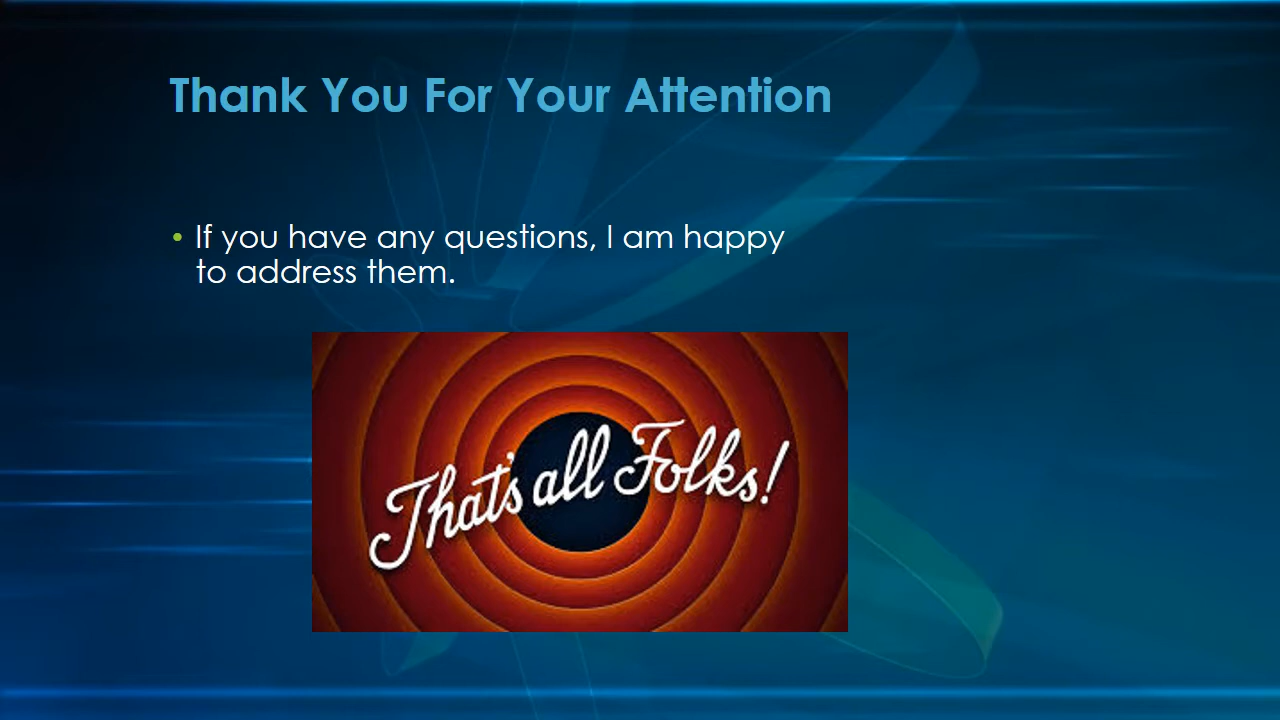 Thank You For Your Attention
• If you have any questions, I am happy
to address them.
That's all Folks!